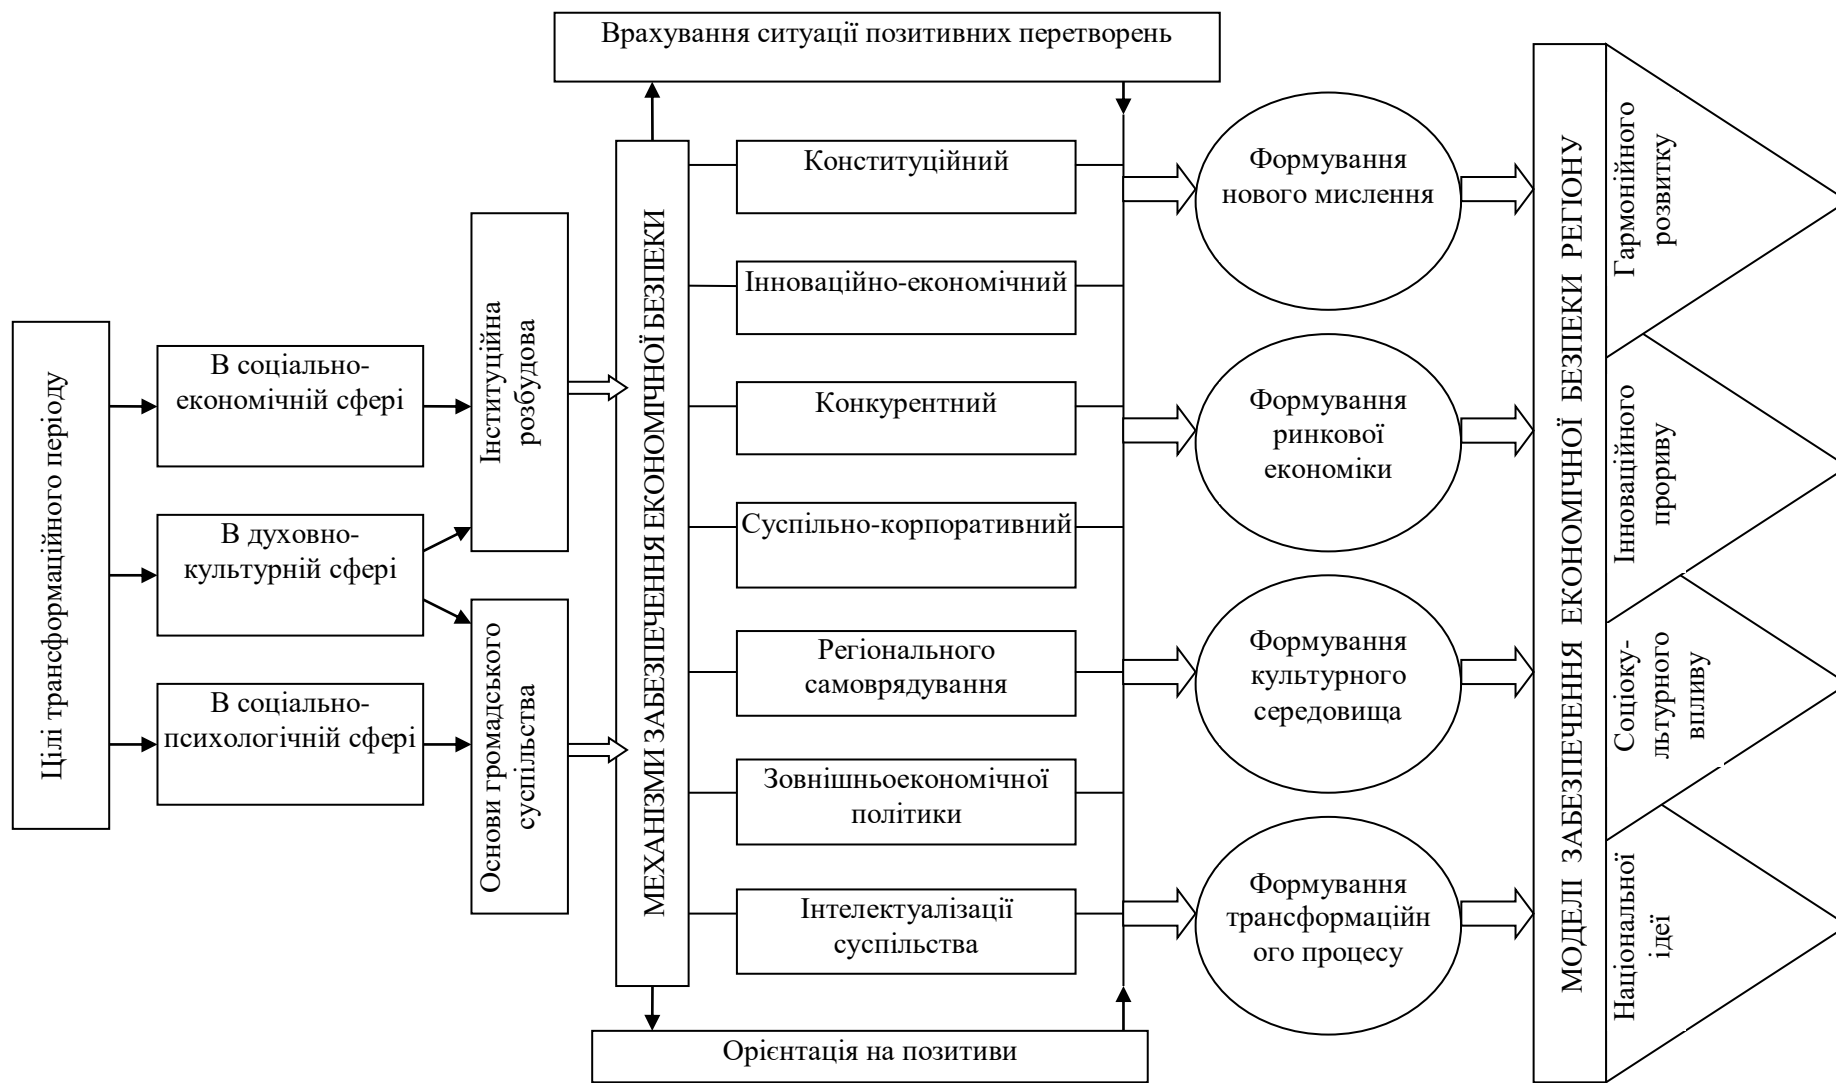 Врахування ситуації позитивних перетворень
Цілі трансформаційного періоду
В соціально-
економічній сфері
В духовно-
культурній сфері
В соціально-
психологічній сфері
Інституційна
розбудова
Основи громадського
суспільства
МЕХАНІЗМИ ЗАБЕЗПЕЧЕННЯ ЕКОНОМІЧНОЇ БЕЗПЕКИ
Конституційний
Інноваційно-економічний
Конкурентний
Суспільно-корпоративний
Регіонального
самоврядування
Зовнішньоекономічної
політики
Інтелектуалізації
суспільства
Формування
нового мислення
Формування
ринкової
економіки
Формування
культурного
середовища
Формування
трансформаційн
ого процесу
МОДЕЛІ ЗАБЕЗПЕЧЕННЯ ЕКОНОМІЧНОЇ БЕЗПЕКИ РЕГІОНУ
Гармонійного
розвитку
Інноваційного
прориву
Соціоку-
льтурного
впливу
Національної
ідеї
Орієнтація на позитиви